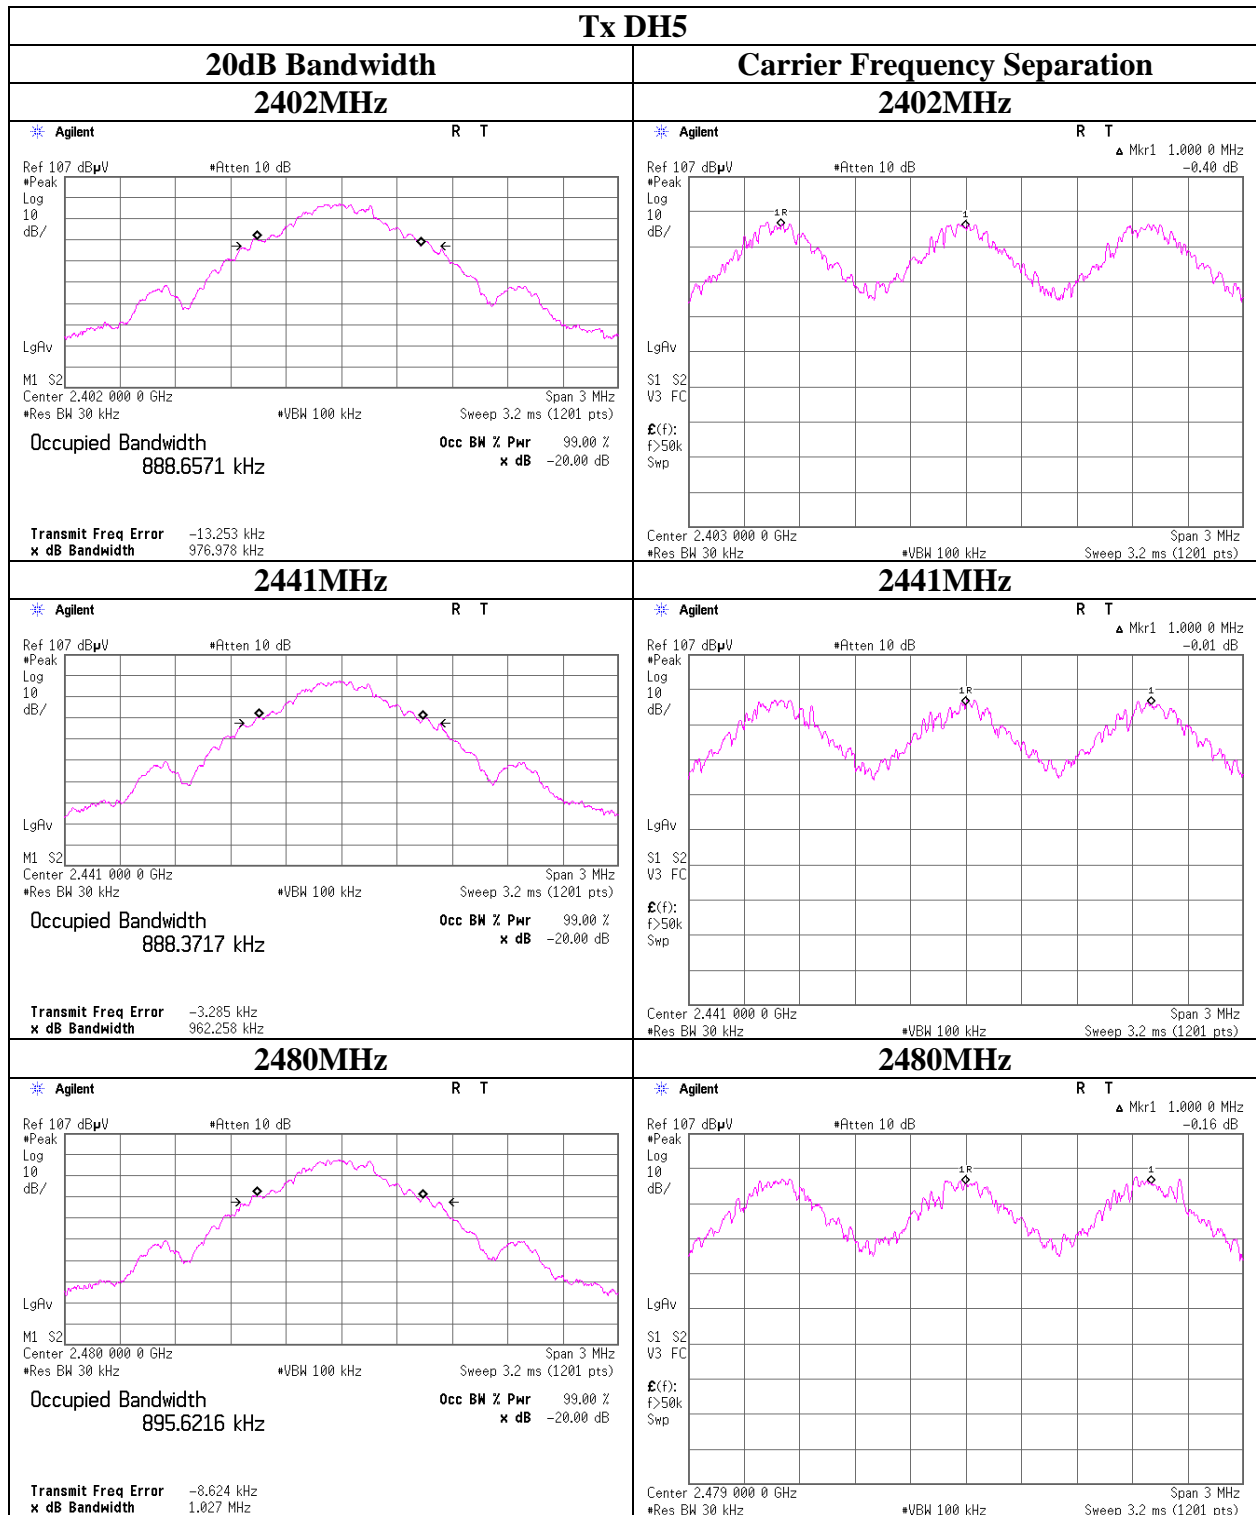 Tx DH5
20dB Bandwidth
Carrier Frequency Separation
2402MHz
2402MHz
Agilent R T
Ref 107 dBµV #Atten 10 dB
#Peak
Log
10
dB/
LgAv
M1 S2
Center 2.402 000 0 GHz Span 3 MHz
#Res BW 30 kHz #VBW 100 kHz Sweep 3.2 ms (1201 pts)
Occupied Bandwidth Occ BW % Pwr 99.00 %
888.6571 kHz x dB -20.00 dB
Transmit Freq Error -13.253 kHz
x dB Bandwidth 976.978 kHz
Agilent R T
Δ Mkr1 1.000 0 MHz
Ref 107 dBµV #Atten 10 dB -0.40 dB
#Peak
Log
10
dB/
1R 1
LgAv
S1 S2
V3 FC
£(f):
f>50k
Swp
Center 2.403 000 0 GHz Span 3 MHz
#Res BW 30 kHz #VBW 100 kHz Sweep 3.2 ms (1201 pts)
2441MHz
2441MHz
Agilent R T
Ref 107 dBµV #Atten 10 dB
#Peak
Log
10
dB/
LgAv
M1 S2
Center 2.441 000 0 GHz Span 3 MHz
#Res BW 30 kHz #VBW 100 kHz Sweep 3.2 ms (1201 pts)
Occupied Bandwidth Occ BW % Pwr 99.00 %
888.3717 kHz x dB -20.00 dB
Transmit Freq Error -3.285 kHz
x dB Bandwidth 962.258 kHz
Agilent R T
Δ Mkr1 1.000 0 MHz
Ref 107 dBµV #Atten 10 dB -0.01 dB
#Peak
Log
10
dB/
1R 1
LgAv
S1 S2
V3 FC
£(f):
f>50k
Swp
Center 2.441 000 0 GHz Span 3 MHz
#Res BW 30 kHz #VBW 100 kHz Sweep 3.2 ms (1201 pts)
2480MHz
2480MHz
Agilent R T
Ref 107 dBµV #Atten 10 dB
#Peak
Log
10
dB/
LgAv
M1 S2
Center 2.480 000 0 GHz Span 3 MHz
#Res BW 30 kHz #VBW 100 kHz Sweep 3.2 ms (1201 pts)
Occupied Bandwidth Occ BW % Pwr 99.00 %
895.6216 kHz x dB -20.00 dB
Transmit Freq Error -8.624 kHz
x dB Bandwidth 1.027 MHz
Agilent R T
Δ Mkr1 1.000 0 MHz
Ref 107 dBµV #Atten 10 dB -0.16 dB
#Peak
Log
10
dB/
1R 1
LgAv
S1 S2
V3 FC
£(f):
f>50k
Swp
Center 2.479 000 0 GHz Span 3 MHz
#Res BW 30 kHz #VBW 100 kHz Sweep 3.2 ms (1201 pts)